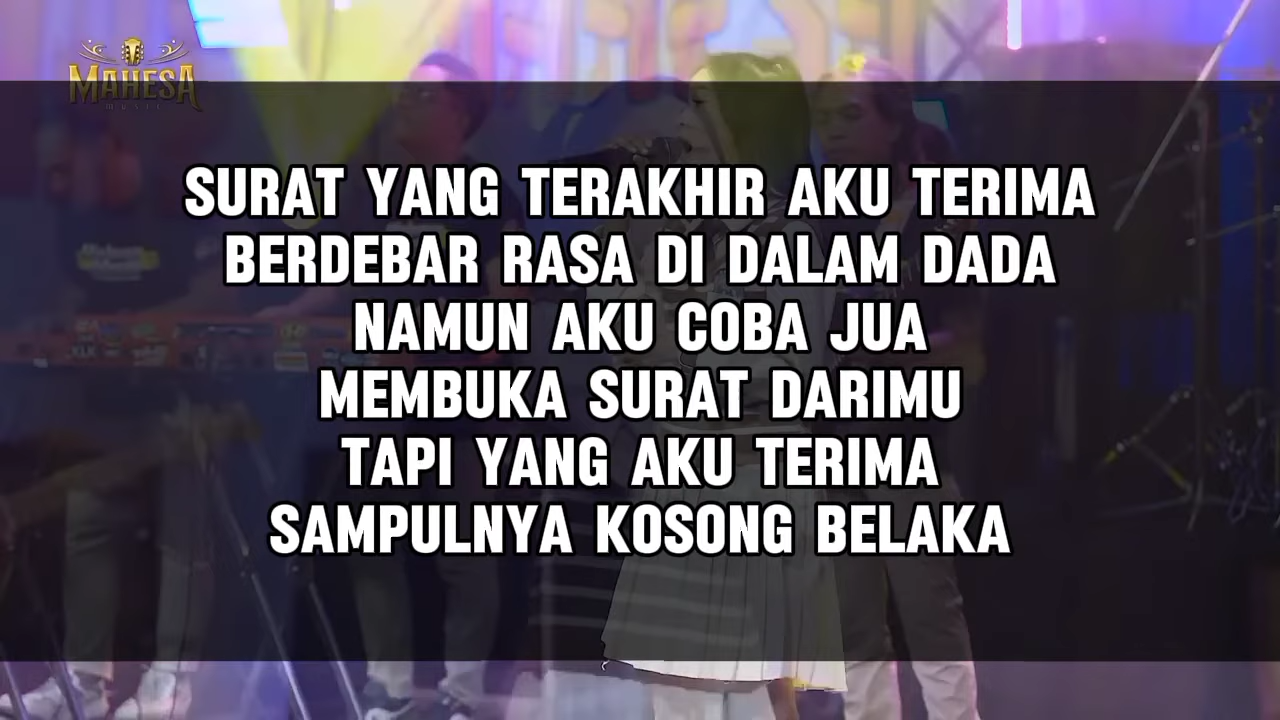 MAHESA
MUSIC
SURAT YANG TERAKHIR AKU TERIMA
BERDEBAR RASA DI DALAM DADA
NAMUN AKU COBA JUA
MEMBUKA SURAT DARIMU
TAPI YANG AKU TERIMA
SAMPULNYA KOSONG BELAKA